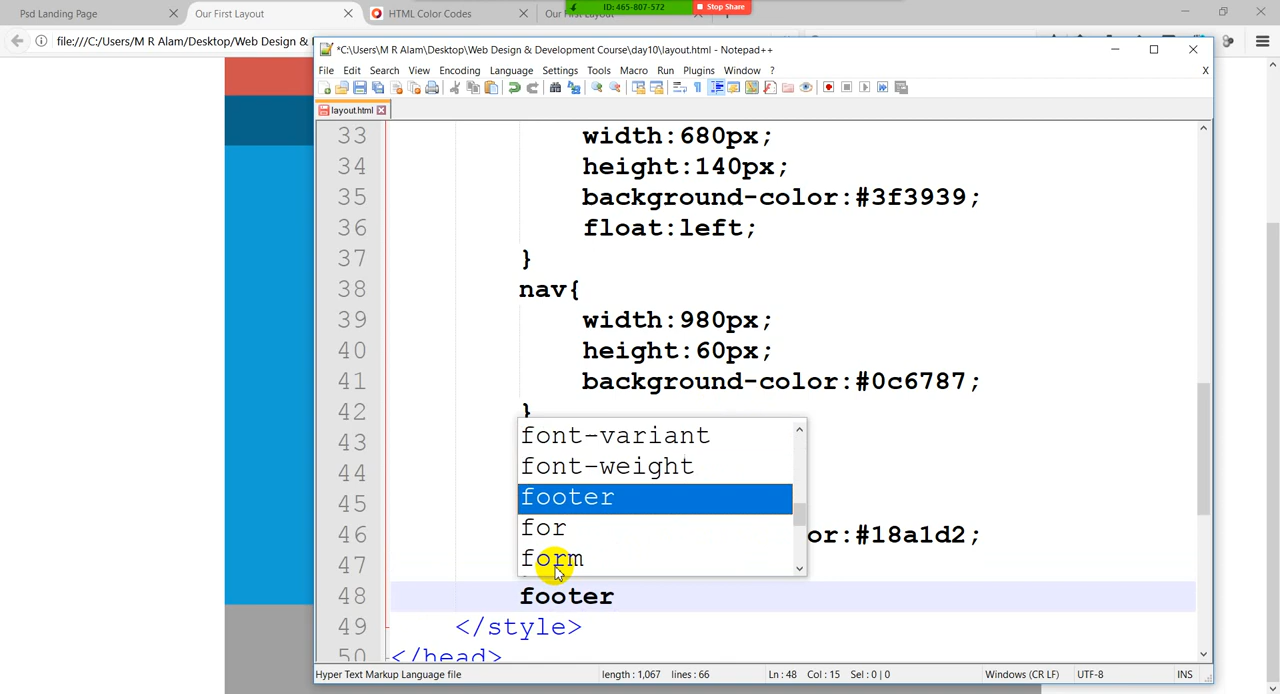 Psd Landing Page
Our First Layout
HTML Color Codes
Our First Layout
ID: 465-807-572
Stop Share
file:///C:/Users/M R Alam/Desktop/Web Design &
*C:\Users\M R Alam\Desktop\Web Design & Development Course\day10\layout.html - Notepad++
File Edit Search View Encoding Language Settings Tools Macro Run Plugins Window ?
X
layout.html
33 width:680px;
34 height:140px;
35 background-color:#3f3939;
36 float:left;
37 }
38 nav{
39 width:980px;
40 height:60px;
41 background-color:#0c6787;
42 }
43
44
45
46 or:#18a1d2;
47
48 footer
49 </style>
50 </head>
font-variant
font-weight
footer
for
form
Hyper Text Markup Language file
length : 1,067 lines : 66
Ln : 48 Col : 15 Sel : 0 | 0
Windows (CR LF)
UTF-8
INS